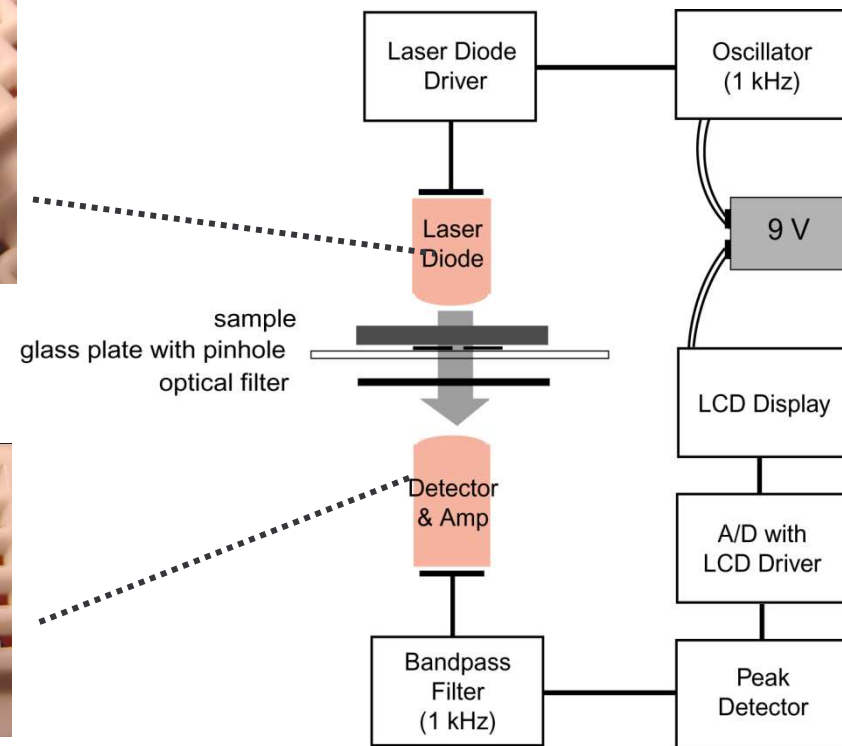 Laser Diode
Driver
Oscillator
(1 kHz)
Laser
Diode
9 V
sample
glass plate with pinhole
optical filter
LCD Display
Detector
& Amp
A/D with
LCD Driver
Bandpass
Filter
(1 kHz)
Peak
Detector